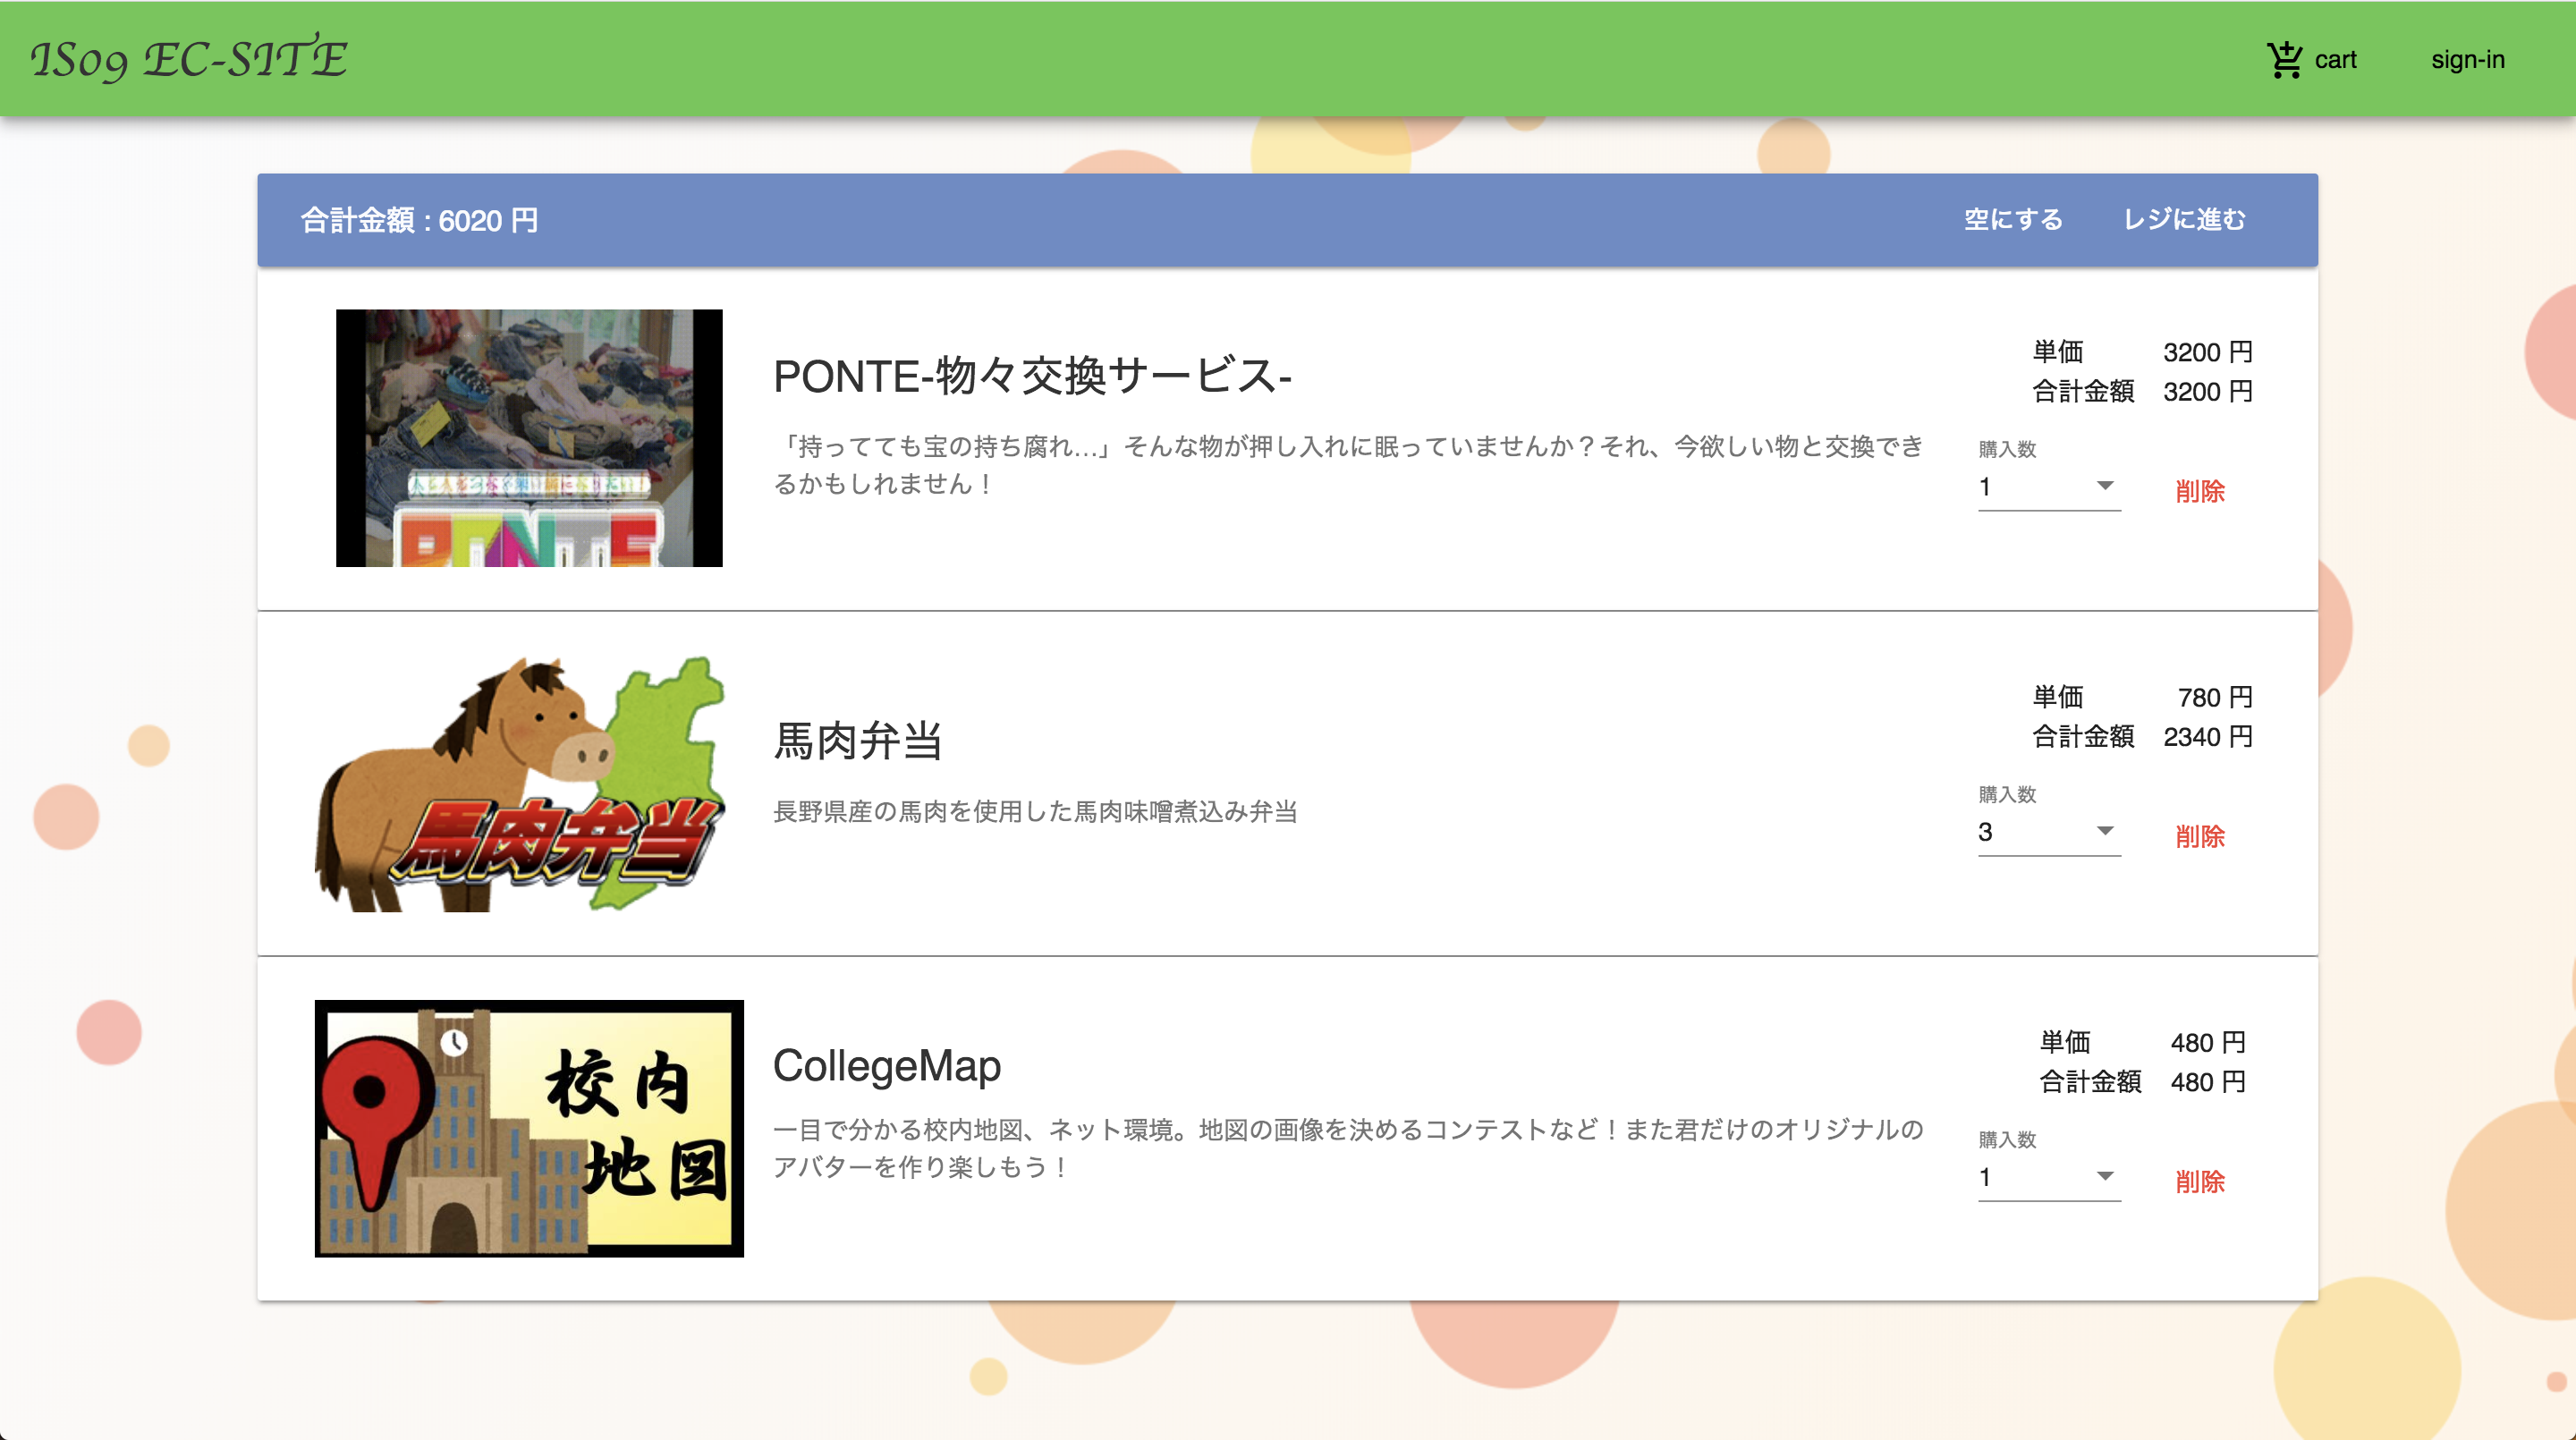 IS09 EC-SITE
cart
sign-in
合計金額 : 6020 円
空にする
レジに進む
PONTE
PONTE-物々交換サービス-
「持ってても宝の持ち腐れ...」そんな物が押し入れに眠っていませんか？それ、今欲しい物と交換でき
るかもしれません！
単価 3200 円
合計金額 3200 円
購入数
1
削除
馬肉弁当
馬肉弁当
長野県産の馬肉を使用した馬肉味噌煮込み弁当
単価 780 円
合計金額 2340 円
購入数
3
削除
校内
地図
CollegeMap
一目で分かる校内地図、ネット環境。地図の画像を決めるコンテストなど！また君だけのオリジナルの
アバターを作り楽しもう！
単価 480 円
合計金額 480 円
購入数
1
削除